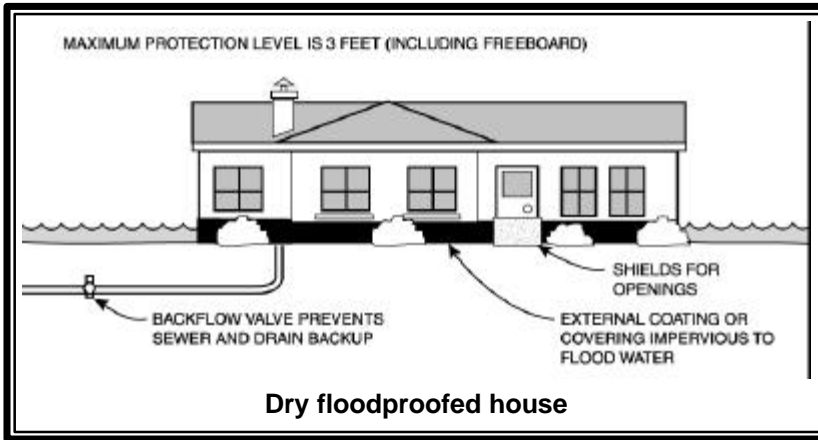 MAXIMUM PROTECTION LEVEL IS 3 FEET (INCLUDING FREEBOARD)
SHIELDS FOR
OPENINGS
BACKFLOW VALVE PREVENTS
SEWER AND DRAIN BACKUP
EXTERNAL COATING OR
COVERING IMPERVIOUS TO
FLOOD WATER
Dry floodproofed house